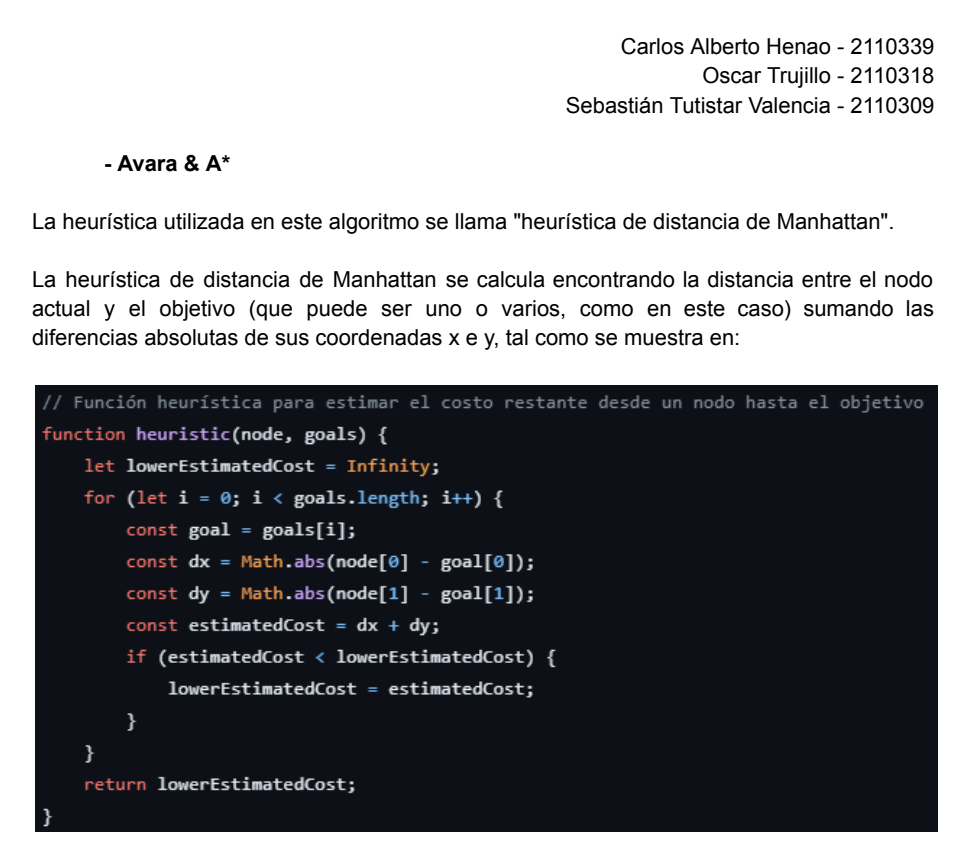 Carlos Alberto Henao - 2110339
Oscar Trujillo - 2110318
Sebastián Tutistar Valencia - 2110309
- Avara & A*
La heurística utilizada en este algoritmo se llama "heurística de distancia de Manhattan".
La heurística de distancia de Manhattan se calcula encontrando la distancia entre el nodo
actual y el objetivo (que puede ser uno o varios, como en este caso) sumando las
diferencias absolutas de sus coordenadas x e y, tal como se muestra en:
// Función heurística para estimar el costo restante desde un nodo hasta el objetivo
function heuristic(node, goals) {
    let lowerEstimatedCost = Infinity;
    for (let i = 0; i < goals.length; i++) {
        const goal = goals[i];
        const dx = Math.abs(node[0] - goal[0]);
        const dy = Math.abs(node[1] - goal[1]);
        const estimatedCost = dx + dy;
        if (estimatedCost < lowerEstimatedCost) {
            lowerEstimatedCost = estimatedCost;
        }
    }
    return lowerEstimatedCost;
}